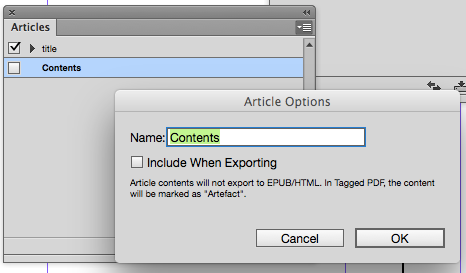 Articles
title
Contents
Article Options
Name: Contents
Include When Exporting
Article contents will not export to EPUB/HTML. In Tagged PDF, the content
will be marked as "Artefact".
Cancel OK